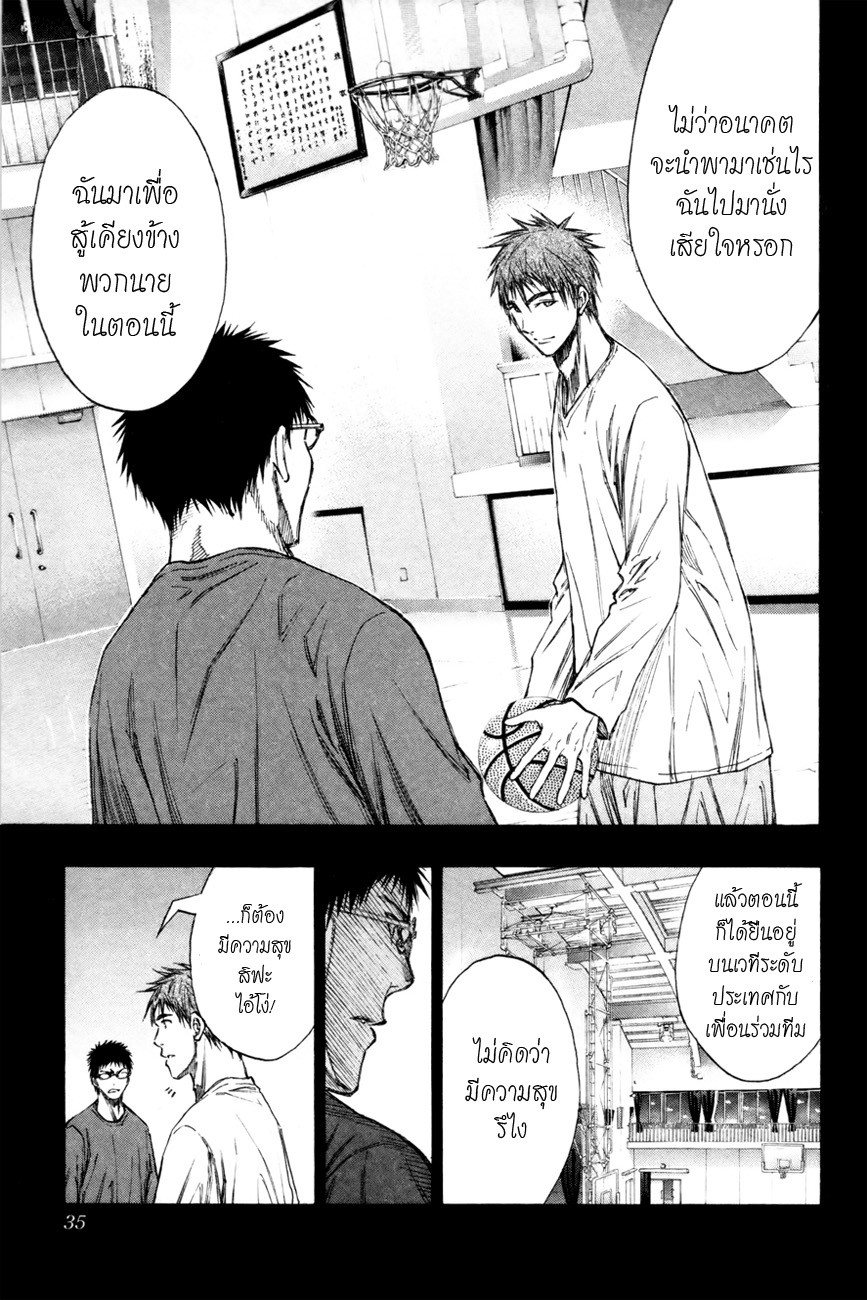 ไม่ว่าอนาคต
จะนำพามาเช่นไร
ฉันไปมานั่ง
เสียใจหรอก
ฉันมาเพื่อ
สู้เคียงข้าง
พวกนาย
ในตอนนี้
แล้วตอนนี้
ก็ได้ยืนอยู่
บนเวทีระดับ
ประเทศกับ
เพื่อนร่วมทีม
ไม่คิดว่า
มีความสุข
รึไง
...ก็ต้อง
มีความสุข
สิฟะ
ไอ้โง่!
35